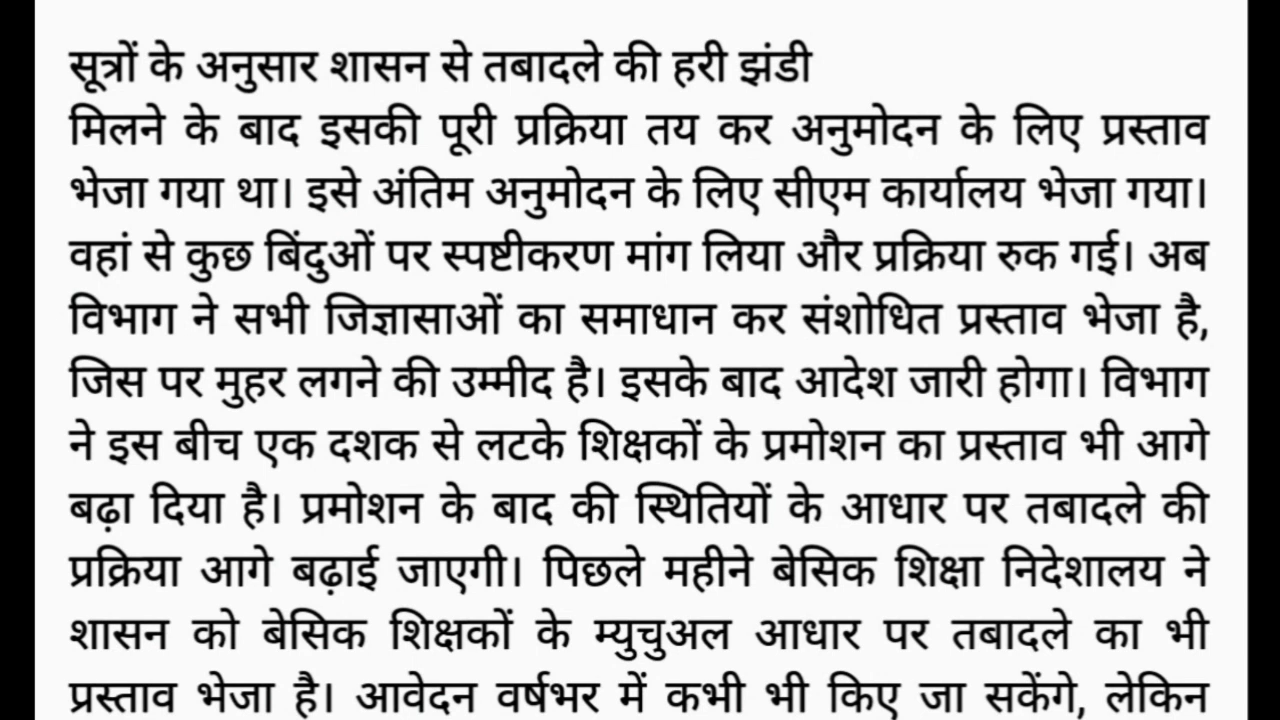 सूत्रों के अनुसार शासन से तबादले की हरी झंडी
मिलने के बाद इसकी पूरी प्रक्रिया तय कर अनुमोदन के लिए प्रस्ताव
भेजा गया था। इसे अंतिम अनुमोदन के लिए सीएम कार्यालय भेजा गया।
वहां से कुछ बिंदुओं पर स्पष्टीकरण मांग लिया और प्रक्रिया रुक गई। अब
विभाग ने सभी जिज्ञासाओं का समाधान कर संशोधित प्रस्ताव भेजा है,
जिस पर मुहर लगने की उम्मीद है। इसके बाद आदेश जारी होगा। विभाग
ने इस बीच एक दशक से लटके शिक्षकों के प्रमोशन का प्रस्ताव भी आगे
बढ़ा दिया है। प्रमोशन के बाद की स्थितियों के आधार पर तबादले की
प्रक्रिया आगे बढ़ाई जाएगी। पिछले महीने बेसिक शिक्षा निदेशालय ने
शासन को बेसिक शिक्षकों के म्युचुअल आधार पर तबादले का भी
प्रस्ताव भेजा है। आवेदन वर्षभर में कभी भी किए जा सकेंगे, लेकिन